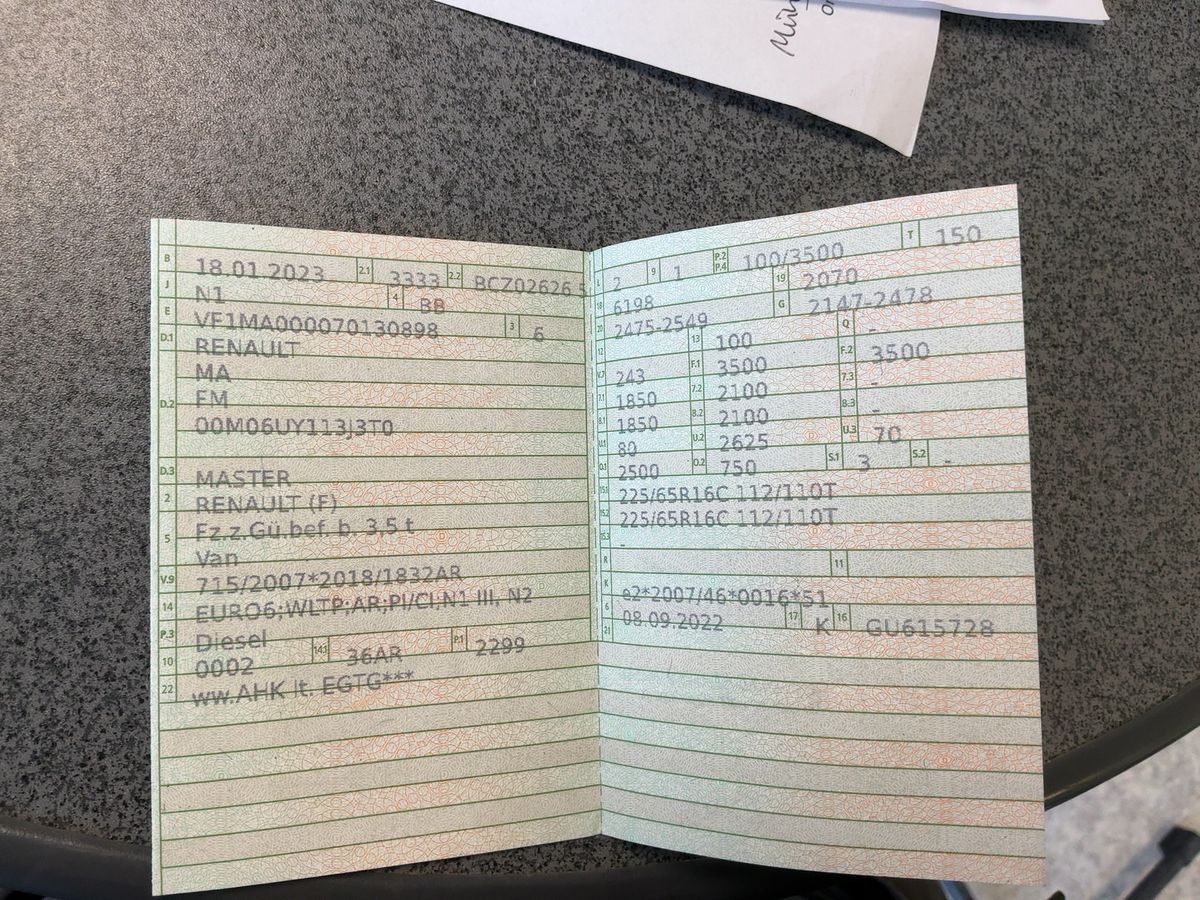 Mün
or
B 18.01.2023 2.1 3333 2.2 BCZ02626 5
J N1 4 BB
E VF1MA000070130898 3 6
D.1 RENAULT
MA
D.2 FM
00M06UY113J3T0
D.3 MASTER
2 RENAULT (F)
Fz.z.Gü.bef.b. 3,5 t
5 Van
V.9 715/2007*2018/1832AR
14 EURO6;WLTP;AR;PI/CI;N1 III, N2
P.3 Diesel
10 0002 14.1 36AR P.1 2299
22 ww.AHK lt. EGTG***
L 2 9 1 P.2 P.4 100/3500 T 150
18 6198 19 2070
20 2475-2549 G 2147-2478
12 13 100 Q -
V.7 243 F.1 3500 F.2 3500
7.1 1850 7.2 2100 7.3 -
8.1 1850 8.2 2100 8.3 -
U.1 80 U.2 2625 U.3 70
O.1 2500 O.2 750 S.1 3 S.2 -
15.1 225/65R16C 112/110T
15.2 225/65R16C 112/110T
15.3 -
R 11
K e2*2007/46*0016*51
6 08.09.2022 17 K 16 GU615728
21